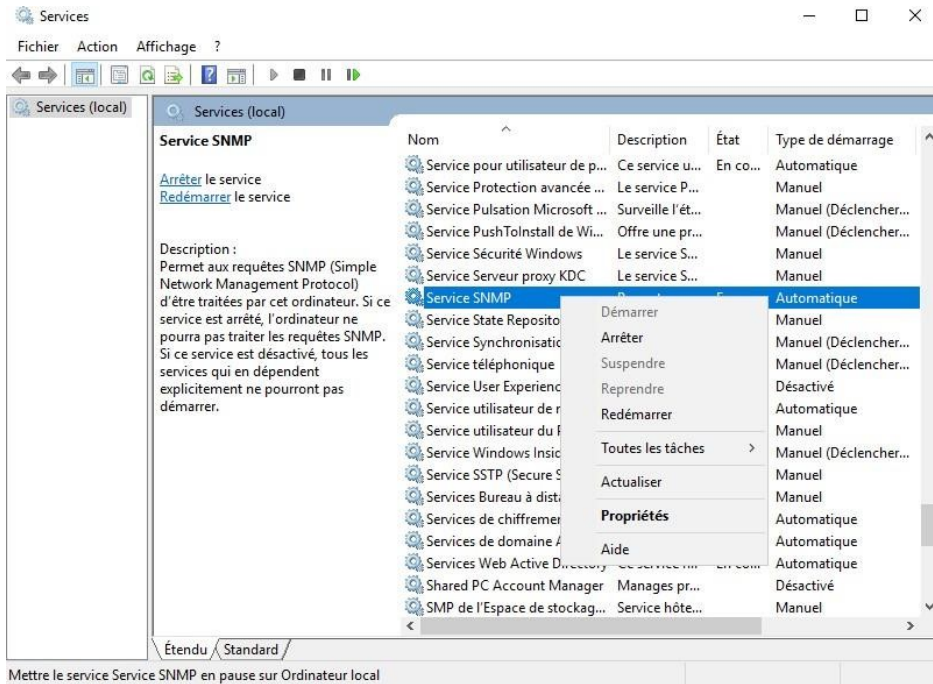 Services
Fichier Action Affichage ?
Services (local)
Services (local)
Service SNMP
Arrêter le service
Redémarrer le service
Description :
Permet aux requêtes SNMP (Simple
Network Management Protocol)
d'être traitées par cet ordinateur. Si ce
service est arrêté, l'ordinateur ne
pourra pas traiter les requêtes SNMP.
Si ce service est désactivé, tous les
services qui en dépendent
explicitement ne pourront pas
démarrer.
Nom Description État Type de démarrage
Service pour utilisateur de p... Ce service u... En co... Automatique
Service Protection avancée ... Le service P... Manuel
Service Pulsation Microsoft ... Surveille l'ét... Manuel (Déclencher...
Service PushToInstall de Wi... Offre une pr... Manuel (Déclencher...
Service Sécurité Windows Le service S... Manuel
Service Serveur proxy KDC Le service S... Manuel
Service SNMP Automatique
Service State Reposito Manuel
Service Synchronisatio Manuel (Déclencher...
Service téléphonique Manuel (Déclencher...
Service User Experienc Désactivé
Service utilisateur de n Automatique
Service utilisateur du P Manuel
Service Windows Insid Manuel (Déclencher...
Service SSTP (Secure S Manuel
Services Bureau à dista Manuel
Services de chiffremen Automatique
Services de domaine A Automatique
Services Web Active Directory Automatique
Shared PC Account Manager Manages pr... Désactivé
SMP de l'Espace de stockag... Service hôte... Manuel
Démarrer
Arrêter
Suspendre
Reprendre
Redémarrer
Toutes les tâches
Actualiser
Propriétés
Aide
Étendu Standard
Mettre le service Service SNMP en pause sur Ordinateur local